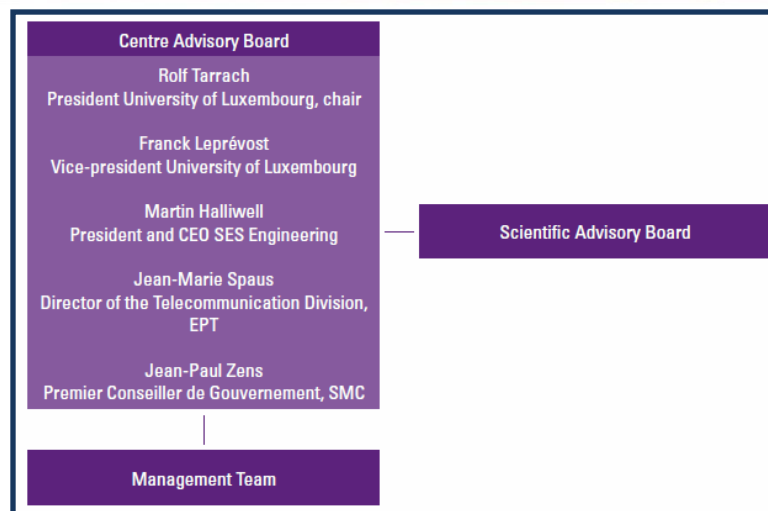 Centre Advisory Board
Rolf Tarrach
President University of Luxembourg, chair
Franck Leprévost
Vice-president University of Luxembourg
Martin Halliwell
President and CEO SES Engineering
Jean-Marie Spaus
Director of the Telecommunication Division,
EPT
Jean-Paul Zens
Premier Conseiller de Gouvernement, SMC
Scientific Advisory Board
Management Team